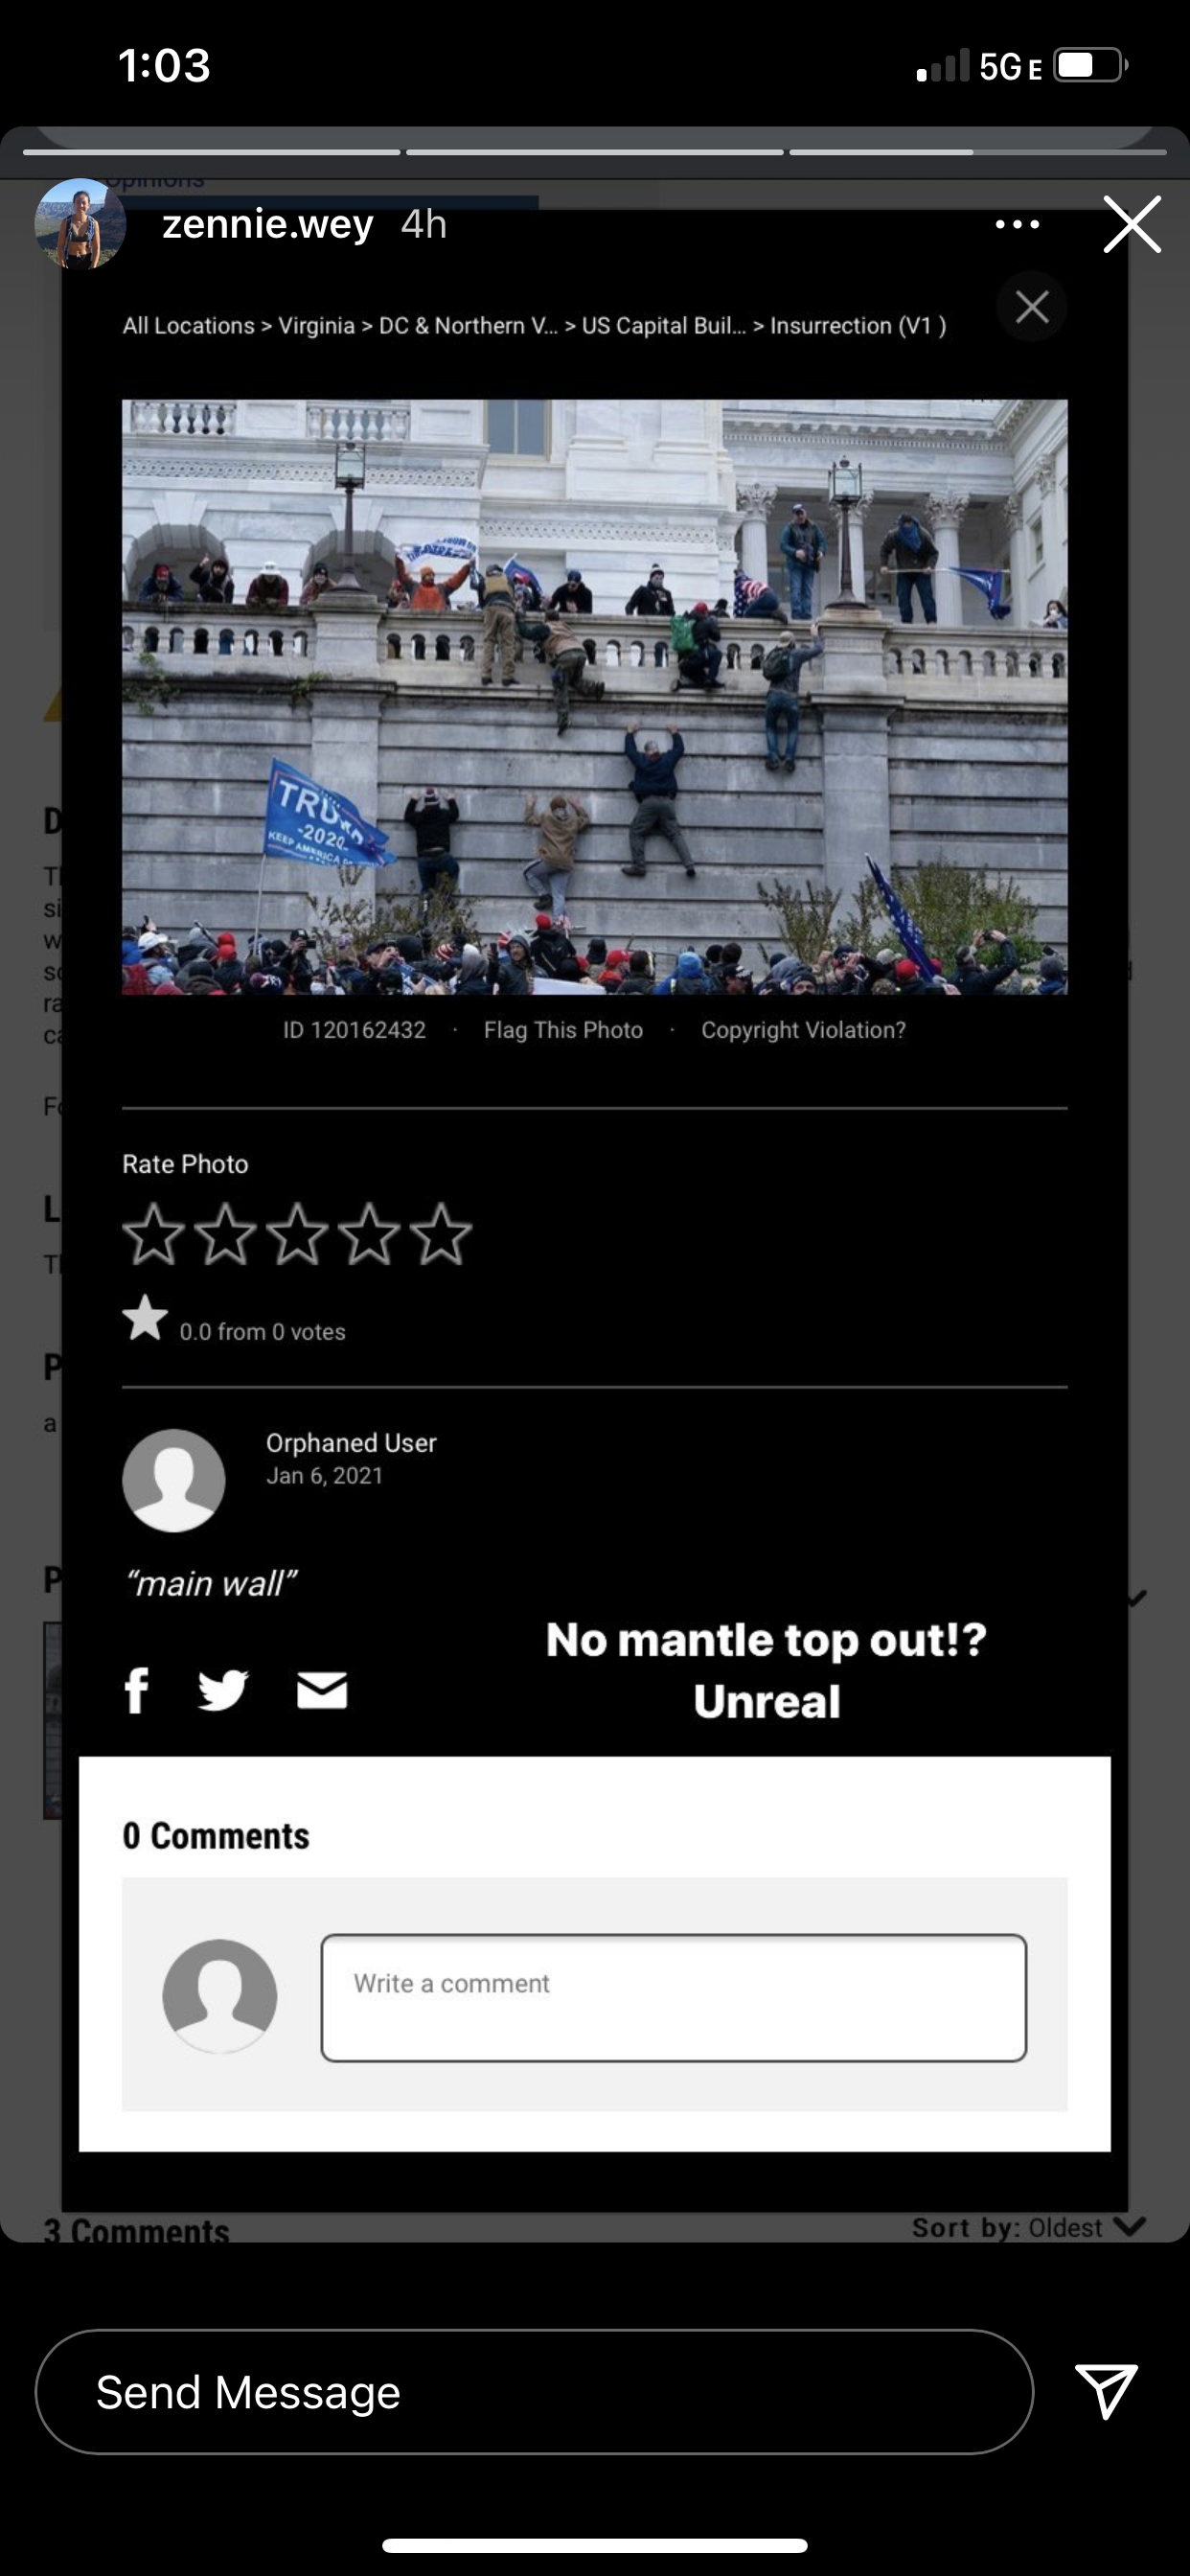 1:03
5G E
Opinions
zennie.wey 4h
All Locations > Virginia > DC & Northern V... > US Capital Buil... > Insurrection (V1 )
TRUMP
-2020-
KEEP AMERICA
ID 120162432 · Flag This Photo · Copyright Violation?
Rate Photo
0.0 from 0 votes
Orphaned User
Jan 6, 2021
“main wall”
No mantle top out!?
Unreal
0 Comments
Write a comment
3 Comments
Sort by: Oldest
Send Message